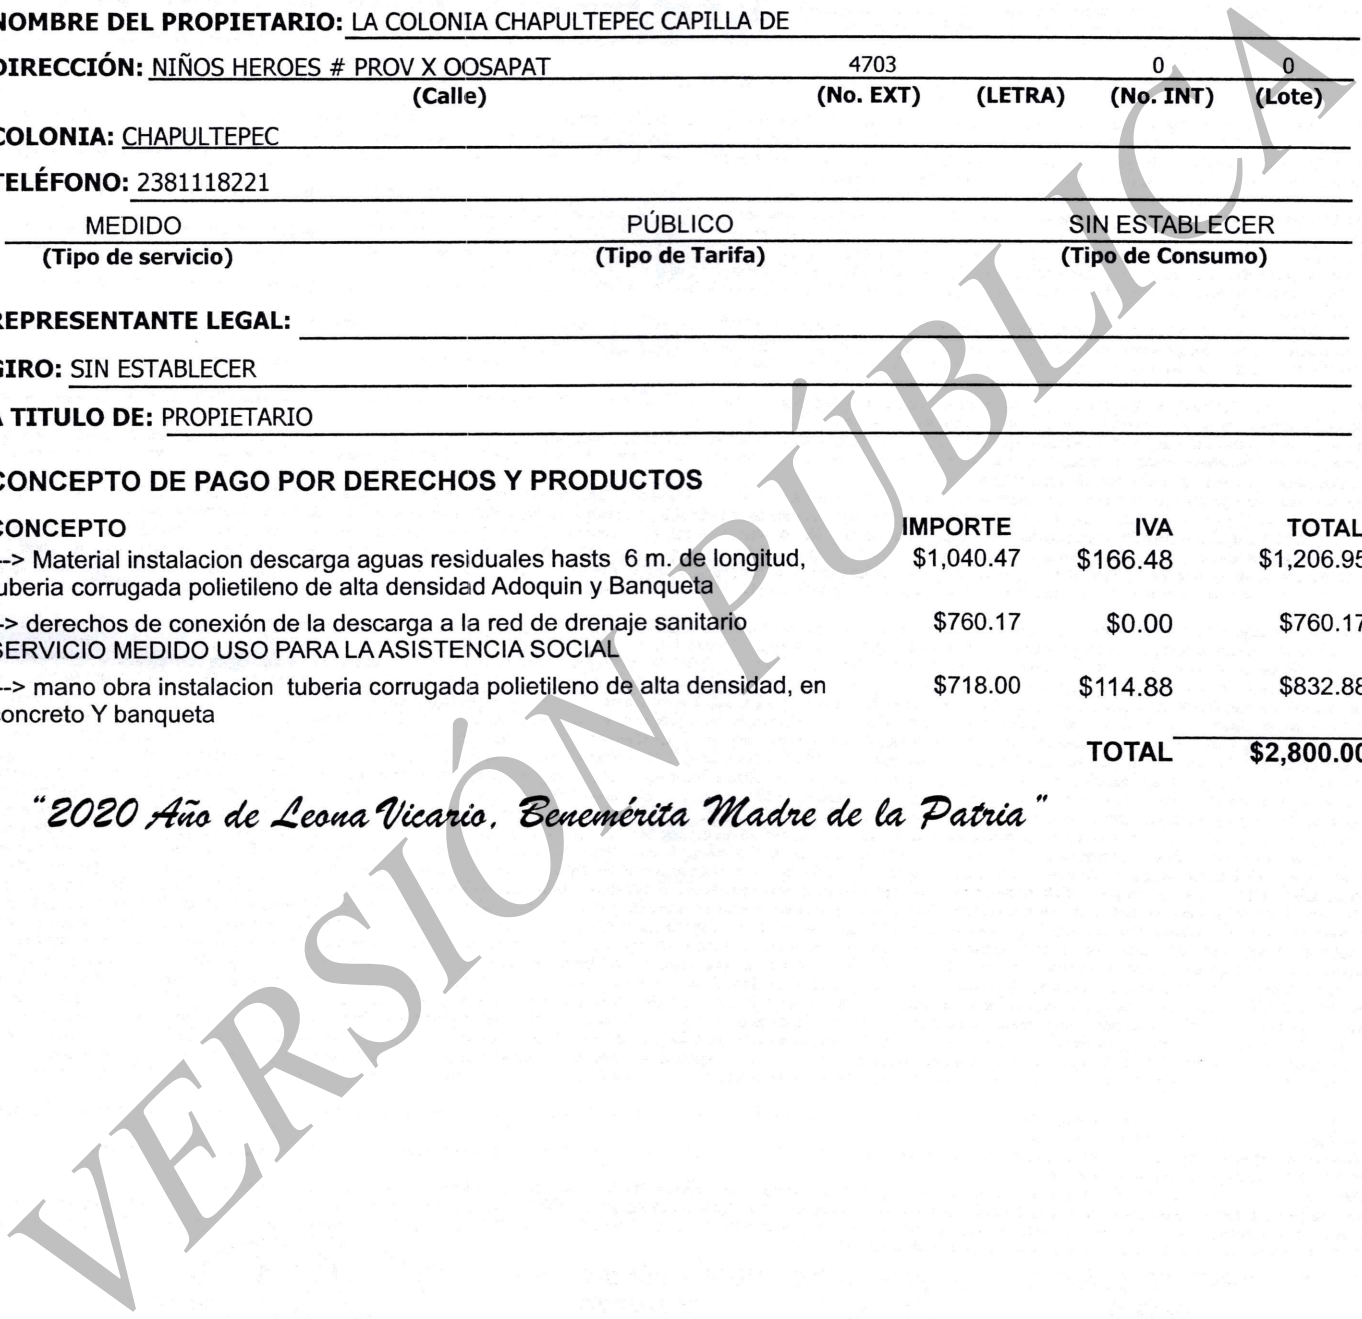 NOMBRE DEL PROPIETARIO: LA COLONIA CHAPULTEPEC CAPILLA DE
DIRECCIÓN: NIÑOS HEROES # PROV X OOSAPAT 4703 0 0
(Calle) (No. EXT) (LETRA) (No. INT) (Lote)
COLONIA: CHAPULTEPEC
TELÉFONO: 2381118221
MEDIDO PÚBLICO SIN ESTABLECER
(Tipo de servicio) (Tipo de Tarifa) (Tipo de Consumo)
REPRESENTANTE LEGAL:
GIRO: SIN ESTABLECER
A TITULO DE: PROPIETARIO
CONCEPTO DE PAGO POR DERECHOS Y PRODUCTOS
CONCEPTO IMPORTE IVA TOTAL
--> Material instalacion descarga aguas residuales hasts 6 m. de longitud, $1,040.47 $166.48 $1,206.95
tuberia corrugada polietileno de alta densidad Adoquin y Banqueta
--> derechos de conexión de la descarga a la red de drenaje sanitario $760.17 $0.00 $760.17
SERVICIO MEDIDO USO PARA LA ASISTENCIA SOCIAL
--> mano obra instalacion tuberia corrugada polietileno de alta densidad, en $718.00 $114.88 $832.88
concreto Y banqueta
TOTAL $2,800.00
"2020 Año de Leona Vicario, Benemérita Madre de la Patria"
VERSIÓN PÚBLICA